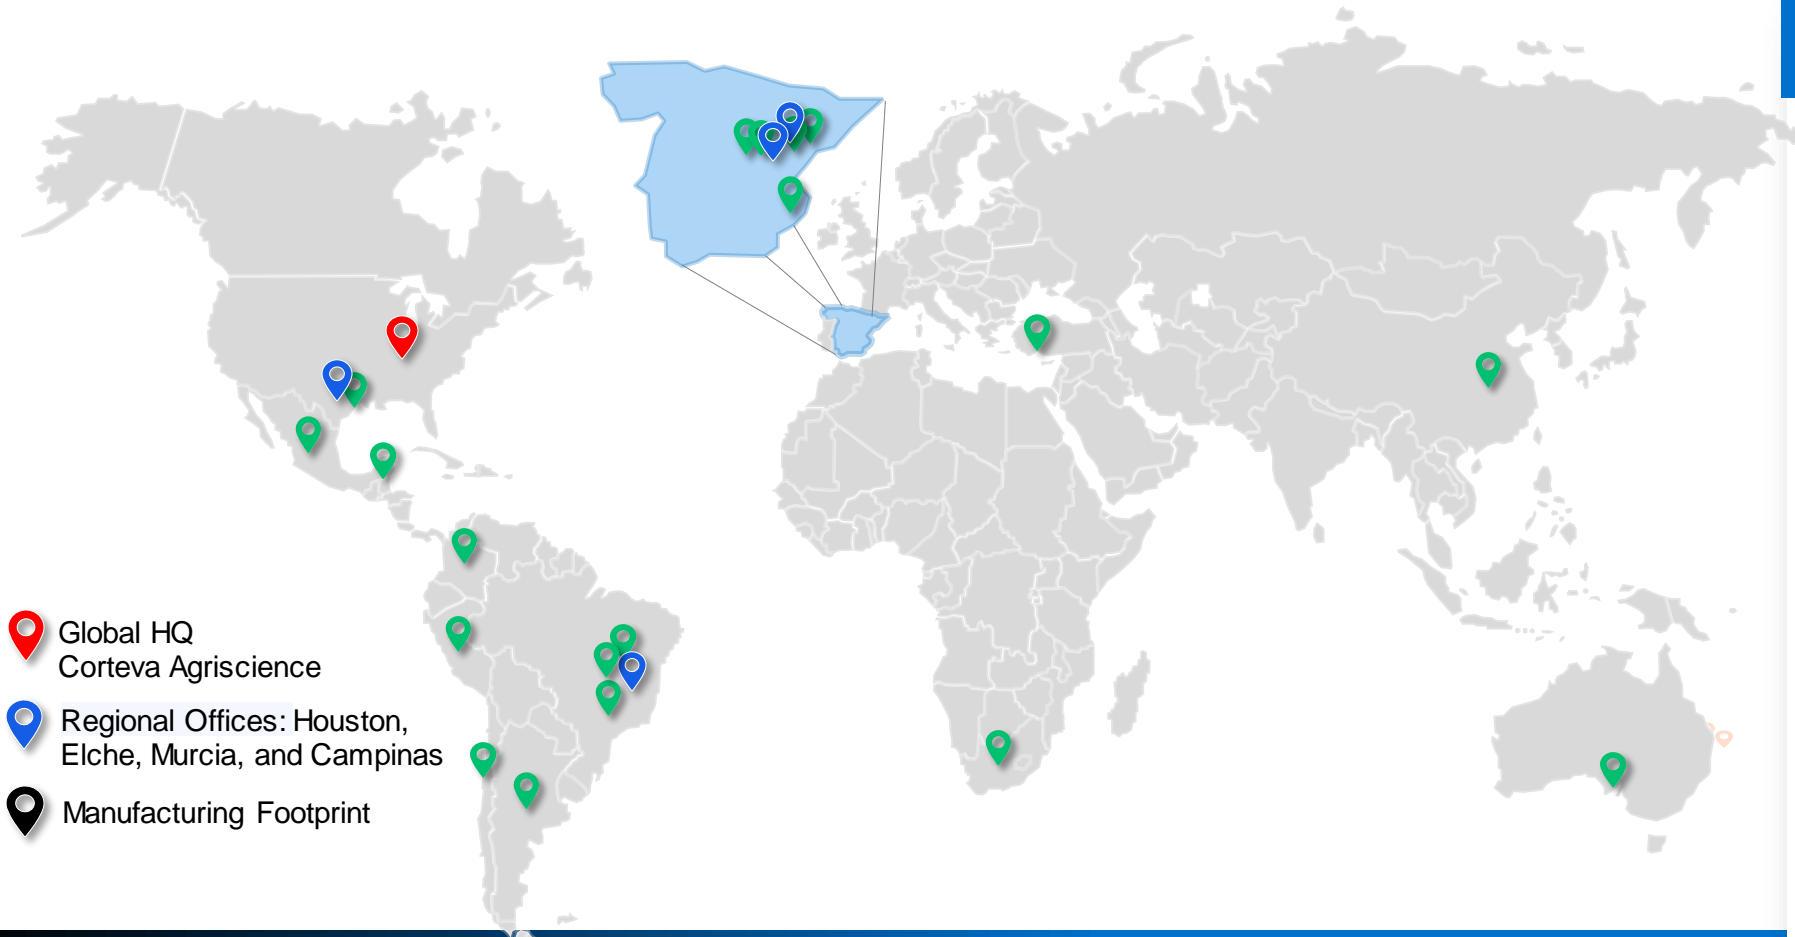 Global HQ
Corteva Agriscience
Regional Offices: Houston,
Elche, Murcia, and Campinas
Manufacturing Footprint